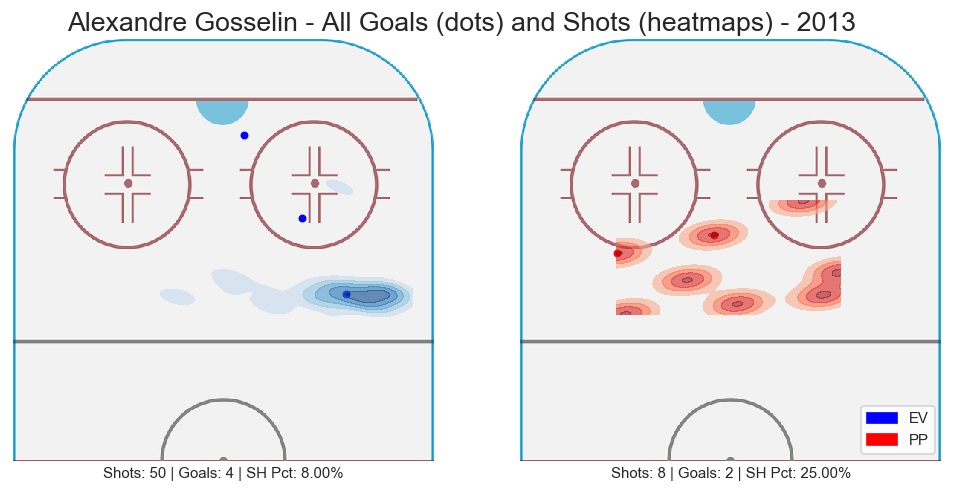 Alexandre Gosselin - All Goals (dots) and Shots (heatmaps) - 2013
EV
PP
Shots: 50 | Goals: 4 | SH Pct: 8.00%
Shots: 8 | Goals: 2 | SH Pct: 25.00%